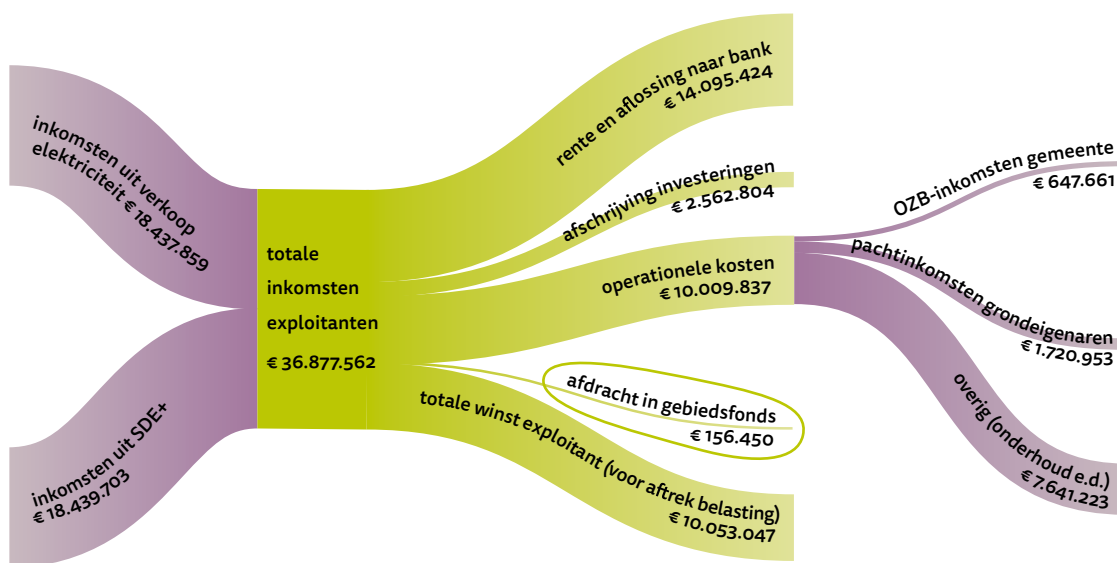 inkomsten uit verkoop
elektriciteit € 18.437.859
inkomsten uit SDE+
€ 18.439.703
totale
inkomsten
exploitanten
€ 36.877.562
rente en aflossing naar bank
€ 14.095.424
afschrijving investeringen
€ 2.562.804
operationele kosten
€ 10.009.837
afdracht in gebiedsfonds
€ 156.450
totale winst exploitant (voor aftrek belasting)
€ 10.053.047
OZB-inkomsten gemeente
€ 647.661
pachtinkomsten grondeigenaren
€ 1.720.953
overig (onderhoud e.d.)
€ 7.641.223